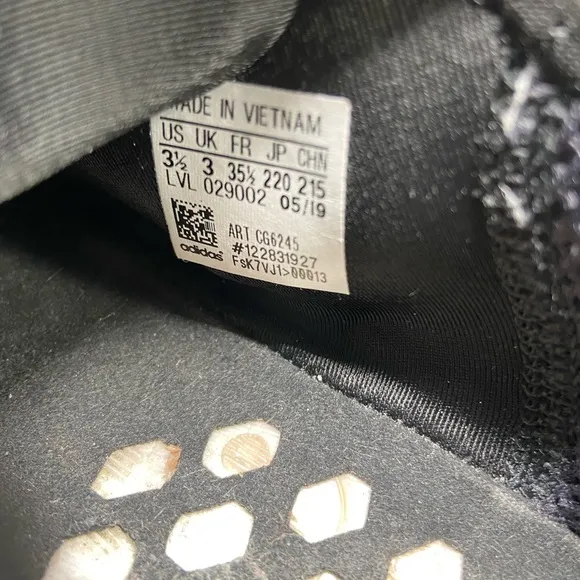 MADE IN VIETNAM
US UK FR JP CHN
3½ 3 35½ 220 215
LVL 029002 05/19
ART CG6245
#122831927
adidas FsK7VJ1>00013